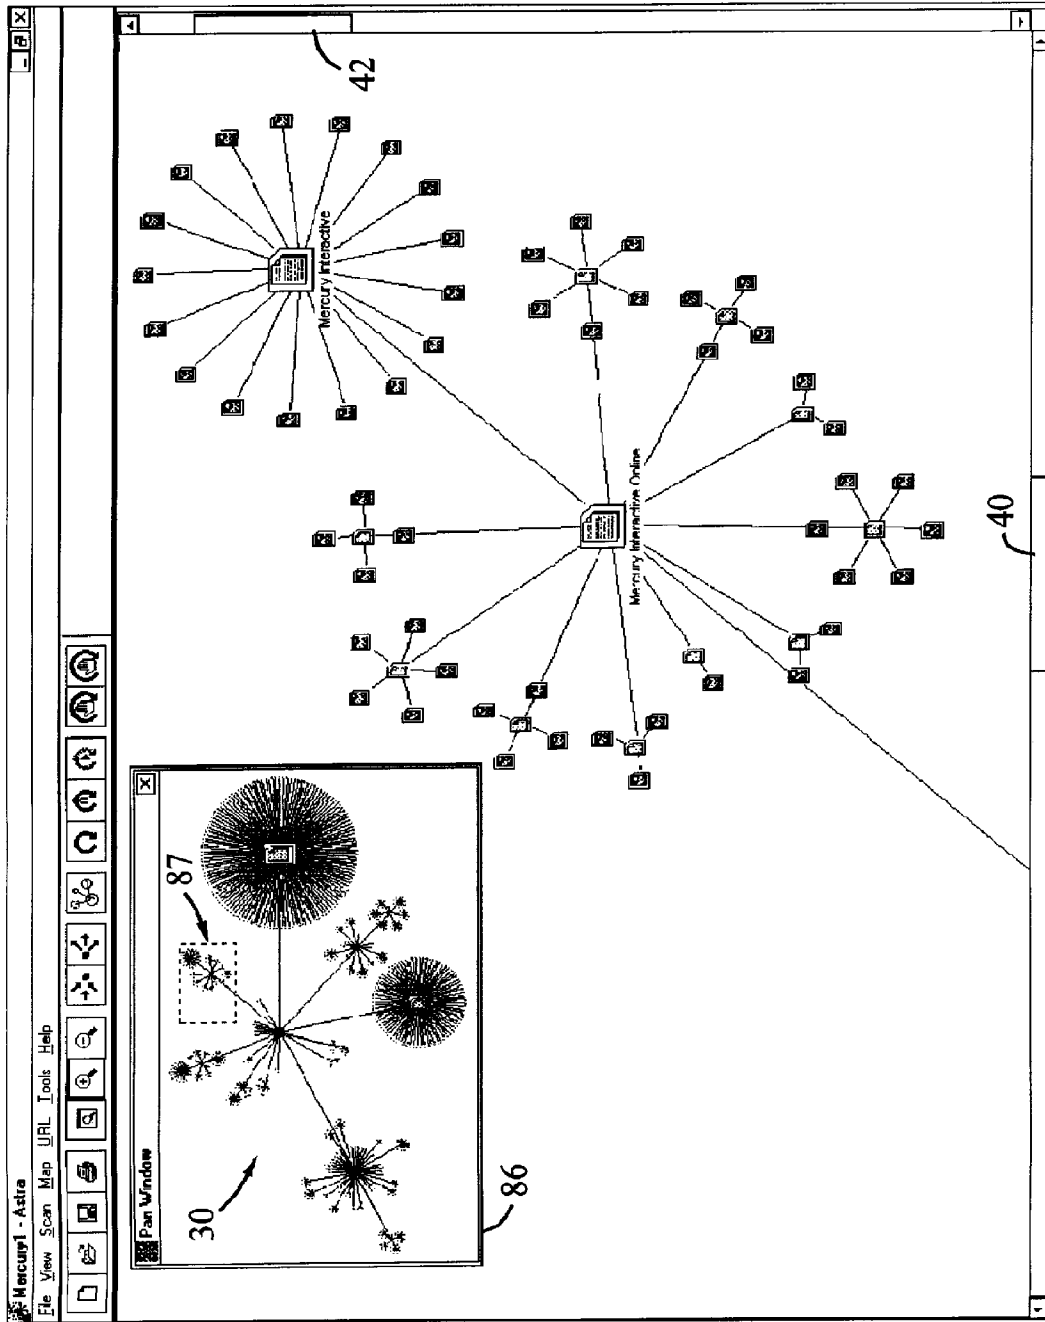 Mercury1 - Astra
File View Scan Map URL Tools Help
Pan Window
30
87
86
42
Mercury Interactive
Mercury Interactive Online
40